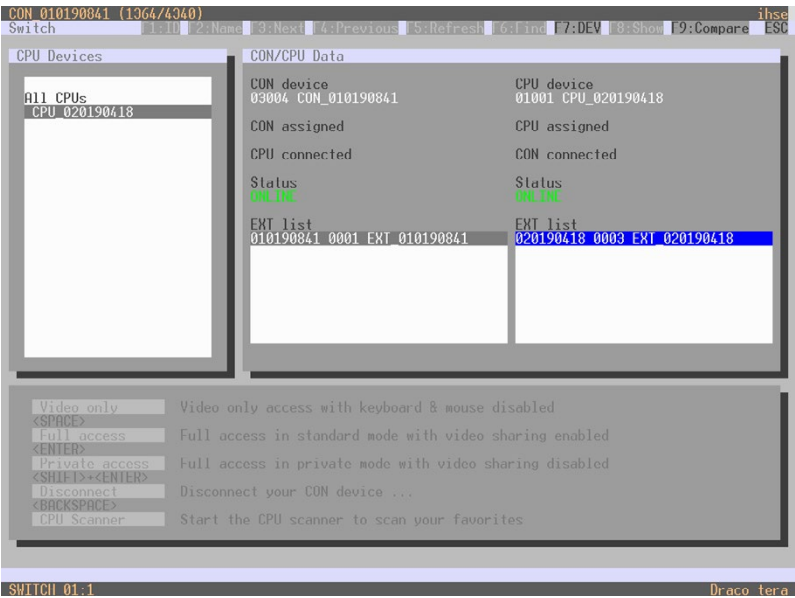 CON 010190841 (1364/4340) ihse
Switch F1:ID F2:Name F3:Next F4:Previous F5:Refresh F6:Find F7:DEV F8:Show F9:Compare ESC
CPU Devices
CON/CPU Data
All CPUs
CPU_020190418
CON device CPU device
03004 CON_010190841 01001 CPU_020190418
CON assigned CPU assigned
CPU connected CON connected
Status Status
ONLINE ONLINE
EXT list EXT list
010190841 0001 EXT_010190841 020190418 0003 EXT_020190418
Video only Video only access with keyboard & mouse disabled
<SPACE>
Full access Full access in standard mode with video sharing enabled
<ENTER>
Private access Full access in private mode with video sharing disabled
<SHIFT>+<ENTER>
Disconnect Disconnect your CON device ...
<BACKSPACE>
CPU Scanner Start the CPU scanner to scan your favorites
SWITCH 01:1 Draco tera